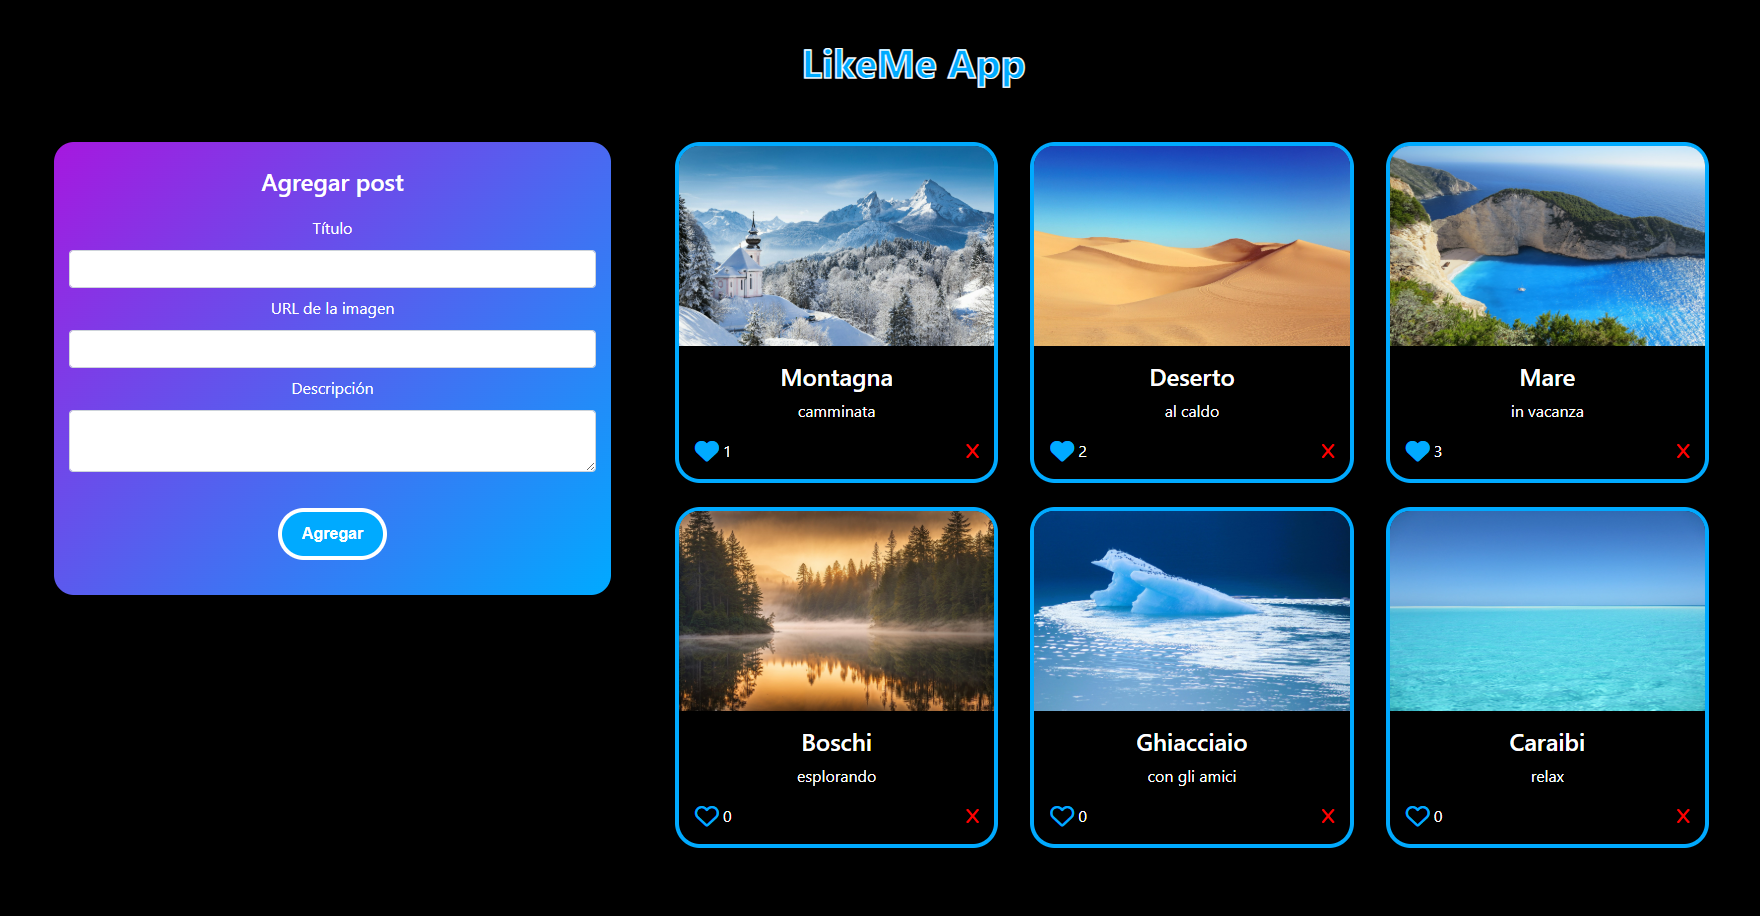 LikeMe App
Agregar post
Título
URL de la imagen
Descripción
Agregar
Montagna
camminata
1 X
Deserto
al caldo
2 X
Mare
in vacanza
3 X
Boschi
esplorando
0 X
Ghiacciaio
con gli amici
0 X
Caraibi
relax
0 X